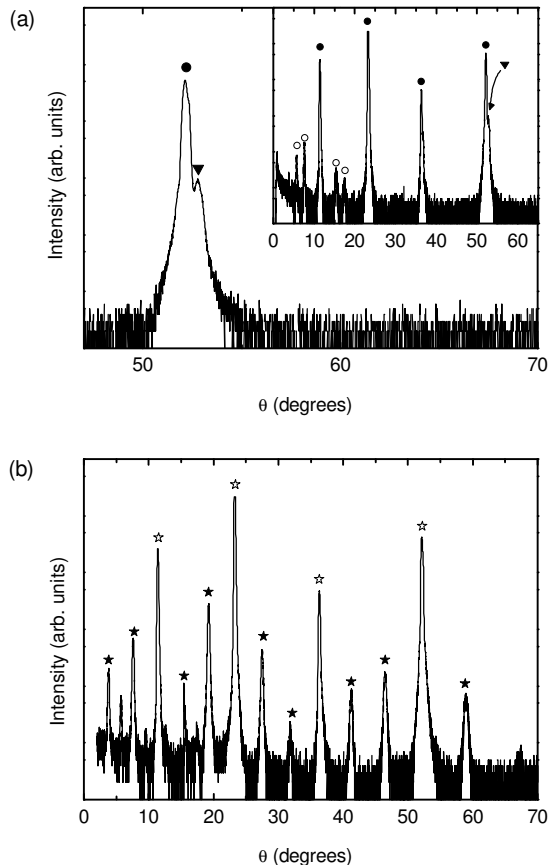 (a)
Intensity (arb. units)
0 10 20 30 40 50 60
50 60 70
θ (degrees)
(b)
Intensity (arb. units)
0 10 20 30 40 50 60 70
θ (degrees)